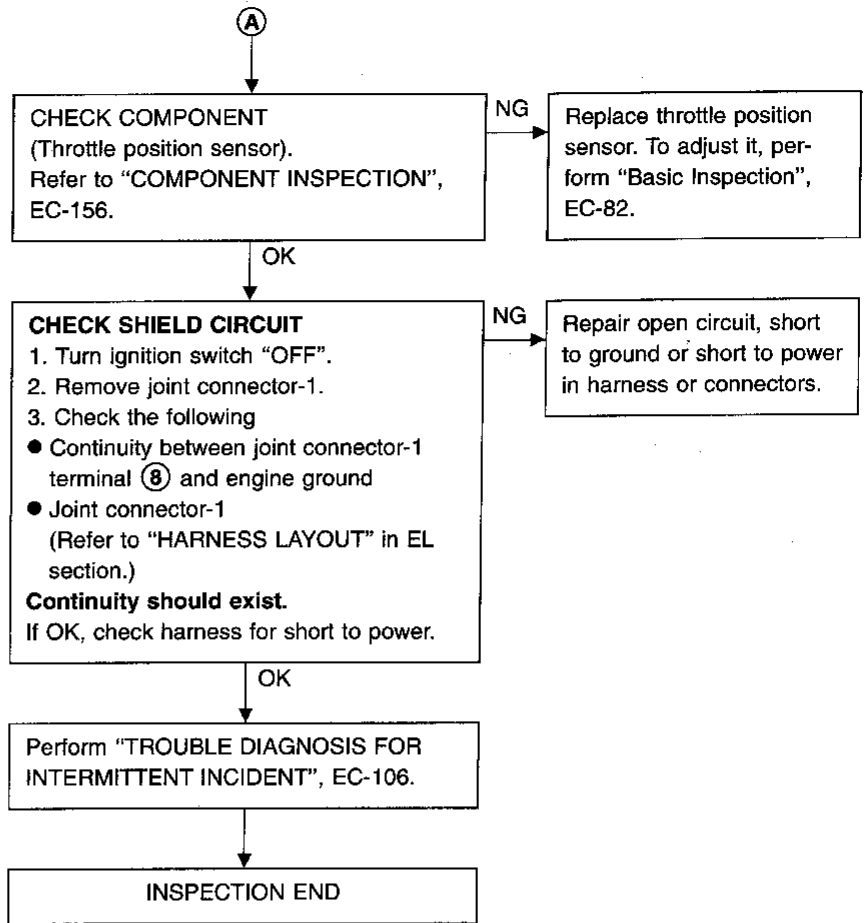 A
CHECK COMPONENT
(Throttle position sensor).
Refer to “COMPONENT INSPECTION”,
EC-156.
NG
Replace throttle position
sensor. To adjust it, per-
form “Basic Inspection”,
EC-82.
OK
CHECK SHIELD CIRCUIT
1. Turn ignition switch “OFF”.
2. Remove joint connector-1.
3. Check the following
● Continuity between joint connector-1
terminal ⑧ and engine ground
● Joint connector-1
(Refer to “HARNESS LAYOUT” in EL
section.)
Continuity should exist.
If OK, check harness for short to power.
NG
Repair open circuit, short
to ground or short to power
in harness or connectors.
OK
Perform “TROUBLE DIAGNOSIS FOR
INTERMITTENT INCIDENT”, EC-106.
INSPECTION END